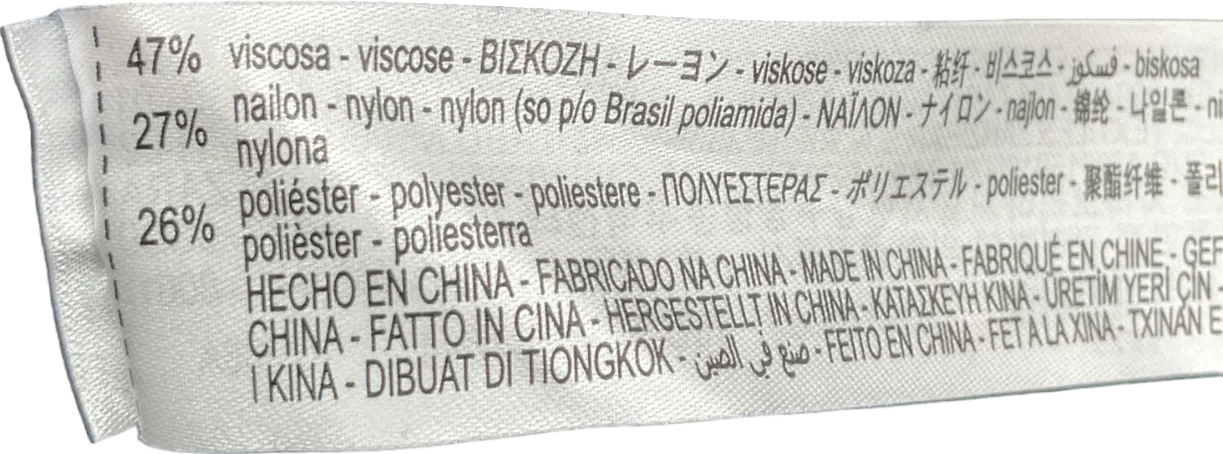 47% viscosa - viscose - ΒΙΣΚΟΖΗ - レーヨン - viskose - viskoza - 粘纤 - 비스코스 - فسكوز - biskosa
27% nailon - nylon - nylon (so p/o Brasil poliamida) - ΝΑΪΛΟΝ - ナイロン - najlon - 锦纶 - 나일론 -
nylona
26% poliéster - polyester - poliestere - ΠΟΛΥΕΣΤΕΡΑΣ - ポリエステル - poliester - 聚酯纤维 -
polièster - poliesterra
HECHO EN CHINA - FABRICADO NA CHINA - MADE IN CHINA - FABRIQUÉ EN CHINE - GEF
CHINA - FATTO IN CINA - HERGESTELLT IN CHINA - ΚΑΤΑΣΚΕΥΗ ΚΙΝΑ - ÜRETİM YERİ ÇİN -
I KINA - DIBUAT DI TIONGKOK - صنع في الصين - FEITO EN CHINA - FET A LA XINA - TXINAN E